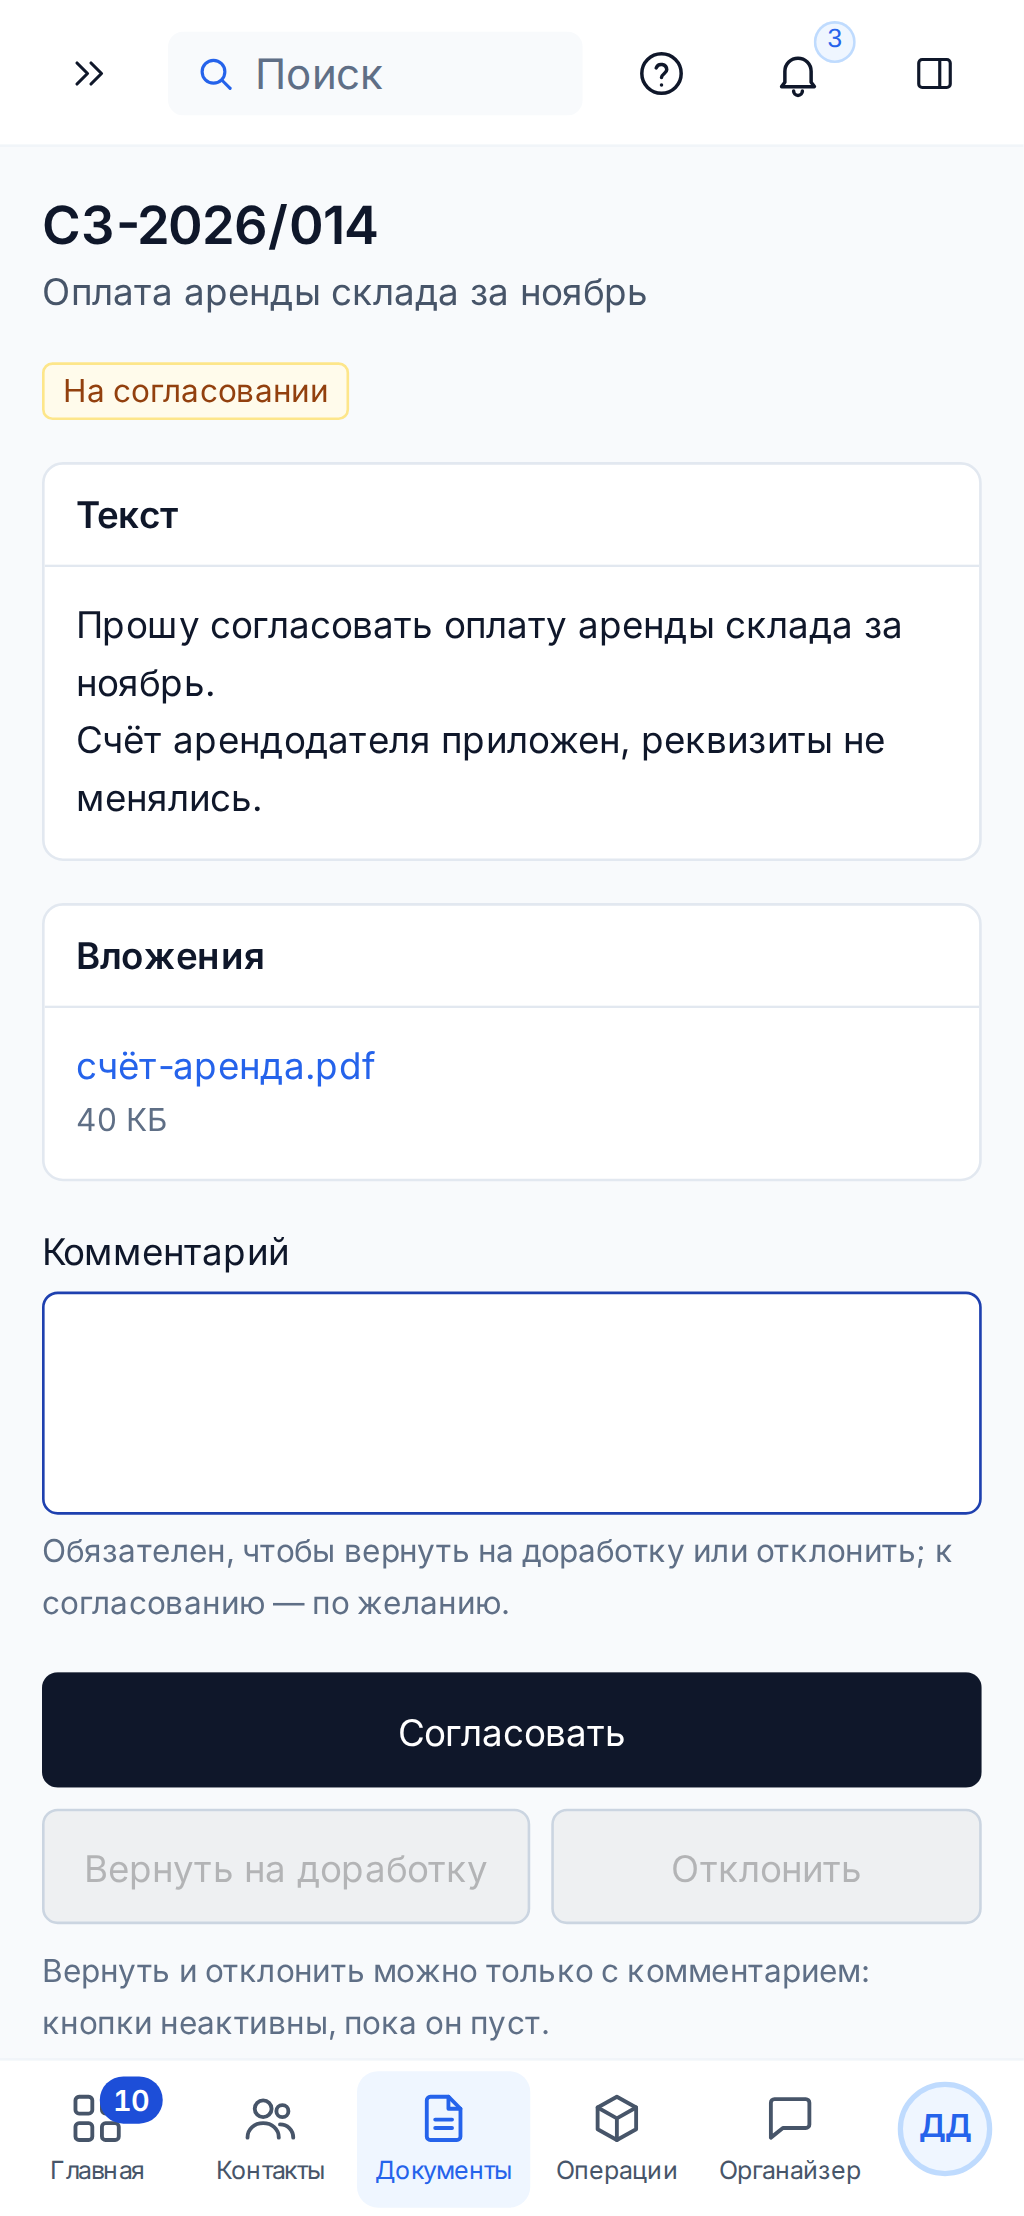 Поиск
3
СЗ-2026/014
Оплата аренды склада за ноябрь
На согласовании
Текст
Прошу согласовать оплату аренды склада за
ноябрь.
Счёт арендодателя приложен, реквизиты не
менялись.
Вложения
счёт-аренда.pdf
40 КБ
Комментарий
Обязателен, чтобы вернуть на доработку или отклонить; к
согласованию — по желанию.
Согласовать
Вернуть на доработку
Отклонить
Вернуть и отклонить можно только с комментарием:
кнопки неактивны, пока он пуст.
10
Главная
Контакты
Документы
Операции
Органайзер
ДД